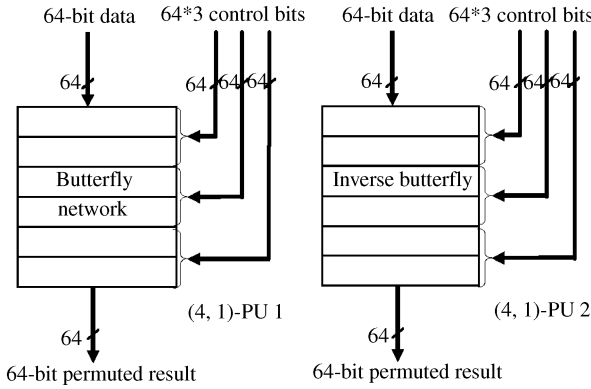 64-bit data
64*3 control bits
64
64
64
64
Butterfly
network
(4, 1)-PU 1
64
64-bit permuted result
64-bit data
64*3 control bits
64
64
64
64
Inverse butterfly
(4, 1)-PU 2
64
64-bit permuted result